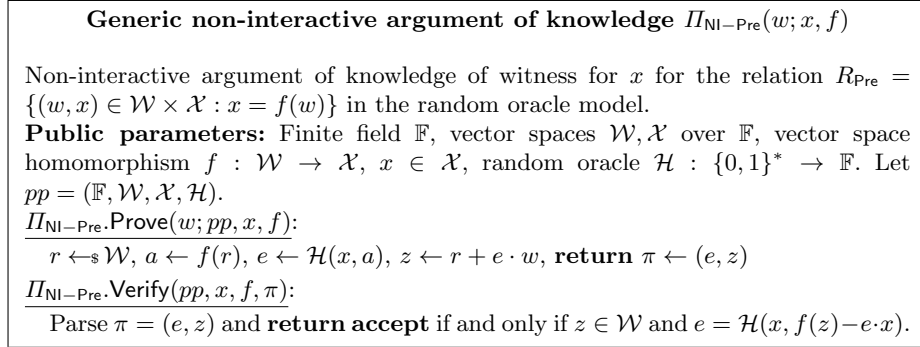 Generic non-interactive argument of knowledge Π_NI−Pre(w; x, f)
Non-interactive argument of knowledge of witness for x for the relation R_Pre =
{(w, x) ∈ 𝒲 × 𝒳 : x = f(w)} in the random oracle model.
Public parameters: Finite field 𝔽, vector spaces 𝒲, 𝒳 over 𝔽, vector space
homomorphism f : 𝒲 → 𝒳, x ∈ 𝒳, random oracle ℋ : {0, 1}* → 𝔽. Let
pp = (𝔽, 𝒲, 𝒳, ℋ).
Π_NI−Pre.Prove(w; pp, x, f):
r ←$ 𝒲, a ← f(r), e ← ℋ(x, a), z ← r + e · w, return π ← (e, z)
Π_NI−Pre.Verify(pp, x, f, π):
Parse π = (e, z) and return accept if and only if z ∈ 𝒲 and e = ℋ(x, f(z)−e·x).